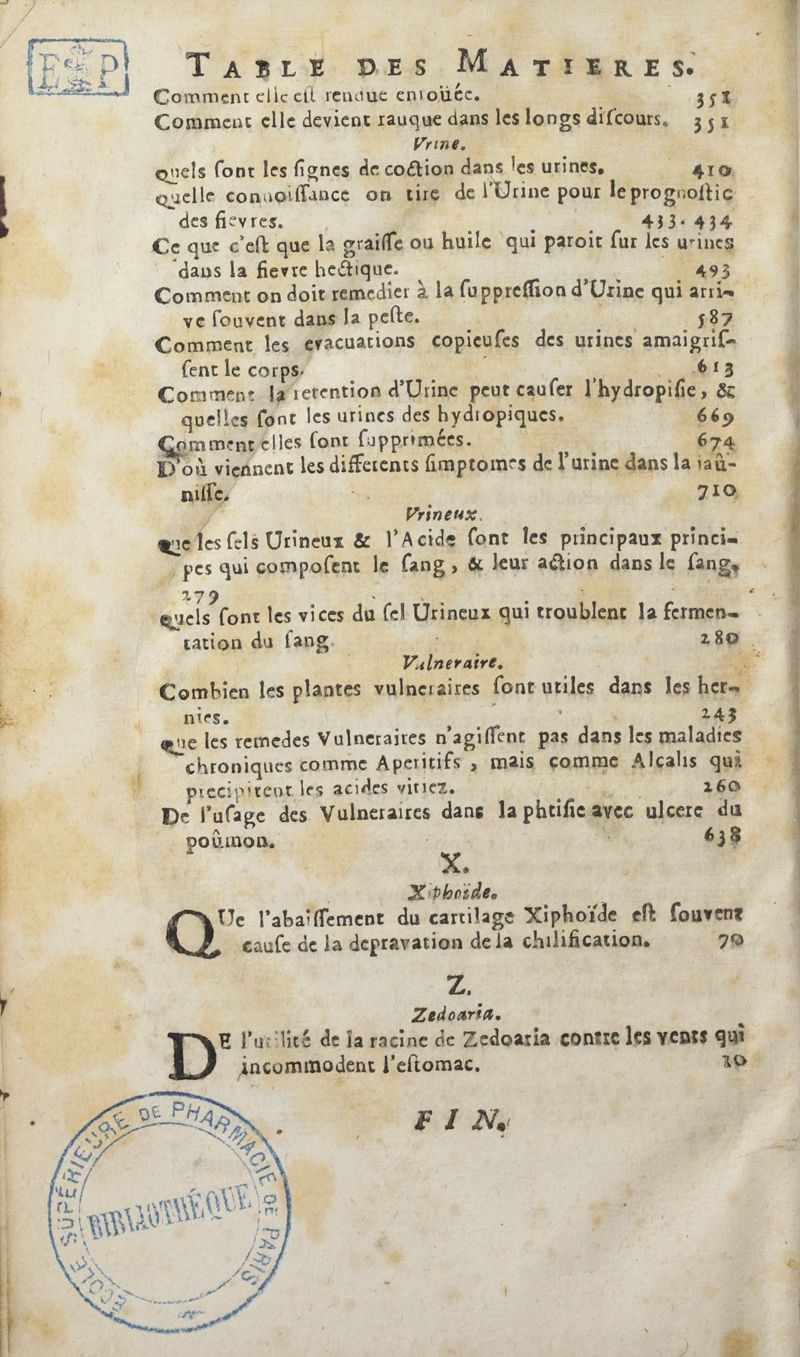 E P
TABLE DES MATIERES.
Comment elle est renduë enroüée. 351
Comment elle devient rauque dans les longs discours. 351
Vrine.
Quels sont les signes de coction dans les urines. 410
Quelle connoissance on tire de l'Urine pour le prognostic
des fievres. 433. 434
Ce que c'est que la graisse ou huile qui paroit sur les urines
dans la fievre hectique. 493
Comment on doit remedier à la suppression d'Urine qui arri-
ve souvent dans la peste. 587
Comment les evacuations copieuses des urines amaigris-
sent le corps. 613
Comment la retention d'Urine peut causer l'hydropisie, &
quelles sont les urines des hydropiques. 669
Comment elles sont supprimées. 674
D'où viennent les differents simptomes de l'urine dans la jaû-
nisse. 710
Vrineux.
Que les sels Urineux & l'Acide sont les principaux princi-
pes qui composent le sang, & leur action dans le sang,
279
Quels sont les vices du sel Urineux qui troublent la fermen-
tation du sang. 280
Vulneraire.
Combien les plantes vulneraires sont utiles dans les her-
nies. 243
Que les remedes Vulneraires n'agissent pas dans les maladies
chroniques comme Aperitifs, mais comme Alcalis qui
precipitent les acides vitiez. 260
De l'usage des Vulneraires dans la phtisie avec ulcere du
poûmon. 638
X.
Xiphoïde.
QUe l'abaissement du cartilage Xiphoïde est souvent
cause de la depravation de la chilification. 70
Z.
Zedoaria.
DE l'utilité de la racine de Zedoaria contre les vents qui
incommodent l'estomac. 20
FIN.
ÉCOLE SUPÉRIEURE DE PHARMACIE DE PARIS
BIBLIOTHÈQUE